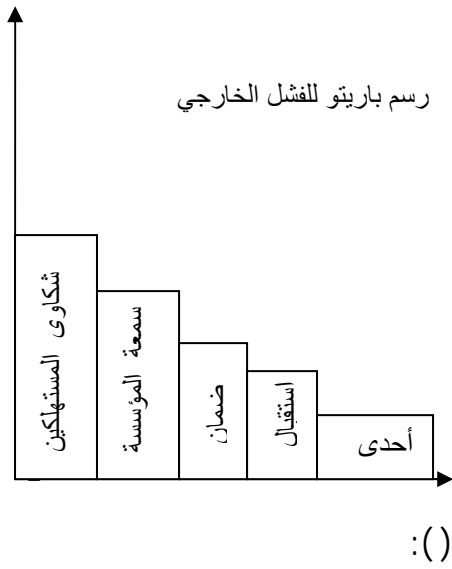 رسم باريتو للفشل الخارجي
شكاوى المستهلكين
سمعة المؤسسة
ضمان
استقبال
أحدى
():